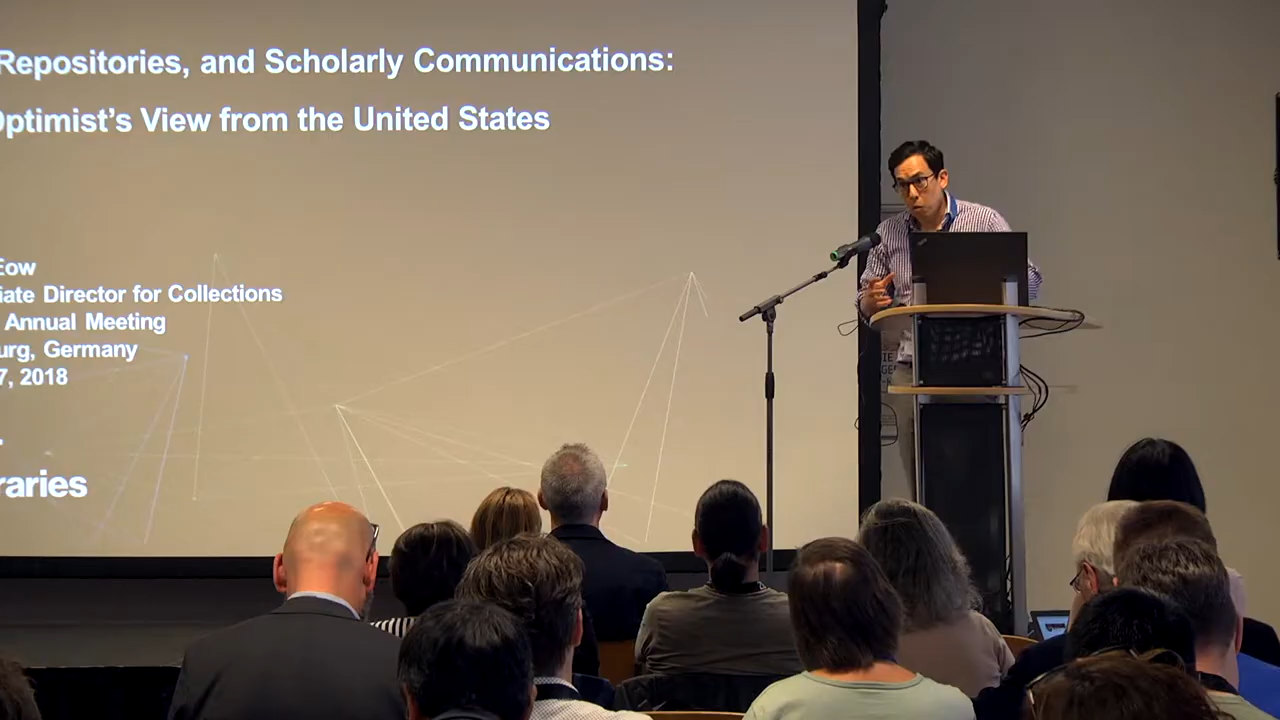 Repositories, and Scholarly Communications:
Optimist's View from the United States
Eow
iate Director for Collections
Annual Meeting
urg, Germany
7, 2018
raries